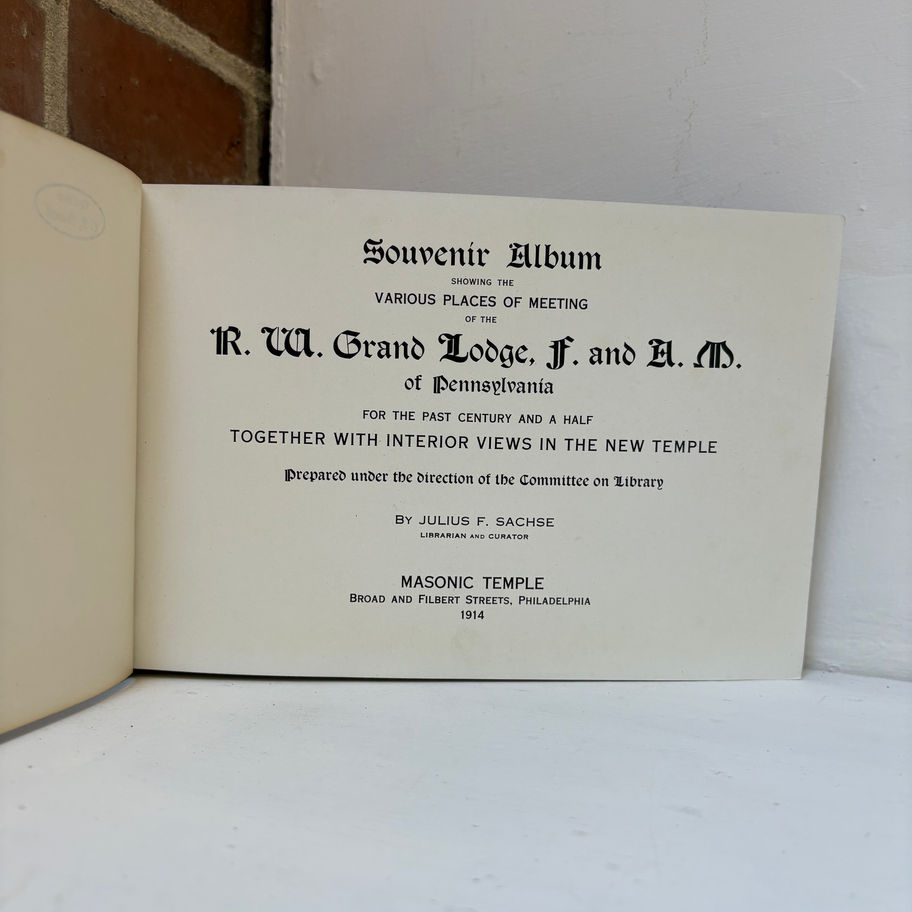 Souvenir Album
SHOWING THE
VARIOUS PLACES OF MEETING
OF THE
R. W. Grand Lodge, F. and A. M.
of Pennsylvania
FOR THE PAST CENTURY AND A HALF
TOGETHER WITH INTERIOR VIEWS IN THE NEW TEMPLE
Prepared under the direction of the Committee on Library
BY JULIUS F. SACHSE
LIBRARIAN AND CURATOR
MASONIC TEMPLE
BROAD AND FILBERT STREETS, PHILADELPHIA
1914